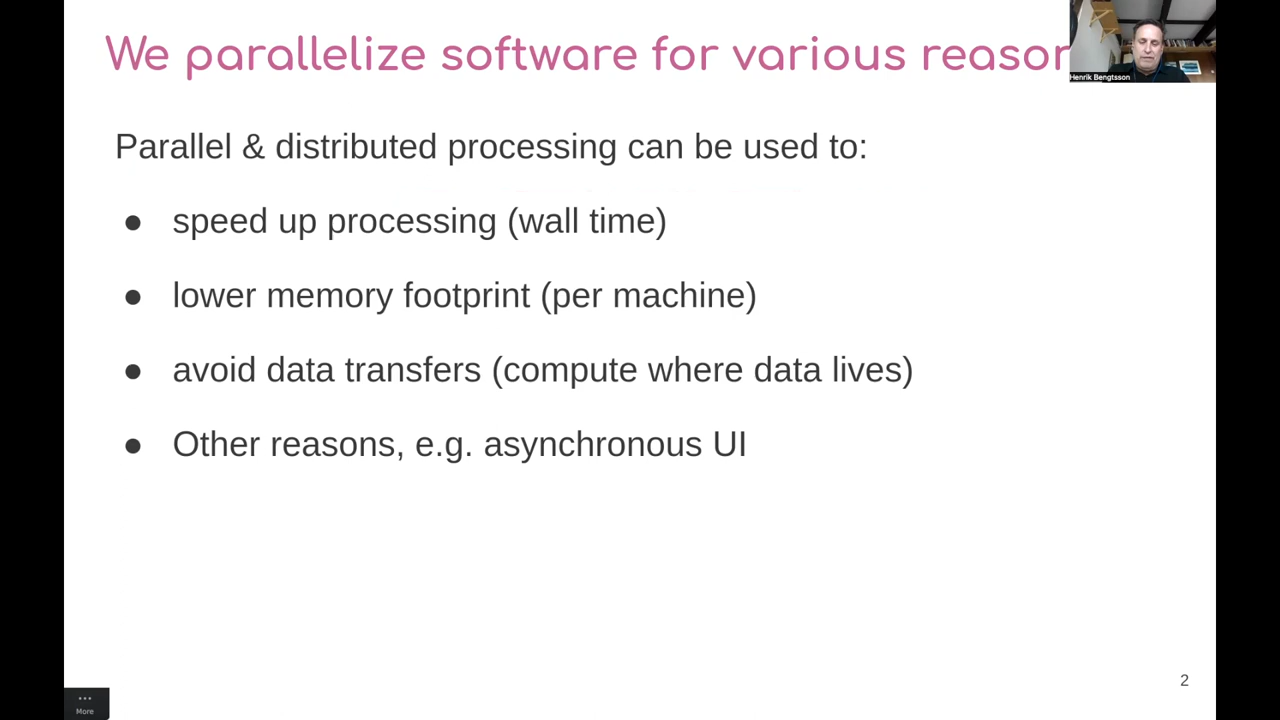 We parallelize software for various reason
Henrik Bengtsson
Parallel & distributed processing can be used to:
● speed up processing (wall time)
● lower memory footprint (per machine)
● avoid data transfers (compute where data lives)
● Other reasons, e.g. asynchronous UI
2
More